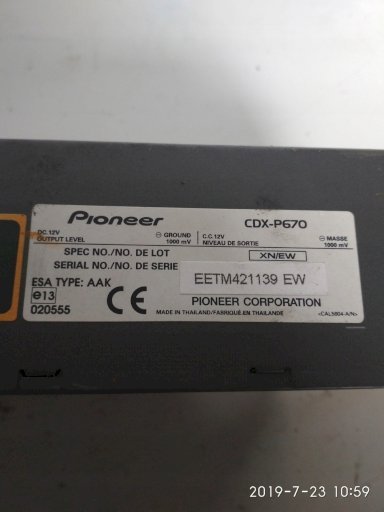 Pioneer CDX-P670
DC.12V ⊖ GROUND C.C.12V ⊖ MASSE
OUTPUT LEVEL 1000 mV NIVEAU DE SORTIE 1000 mV
SPEC NO./NO. DE LOT XN/EW
SERIAL NO./NO. DE SERIE EETM421139 EW
ESA TYPE: AAK
e13 CE PIONEER CORPORATION
020555 MADE IN THAILAND/FABRIQUÉ EN THAILANDE <CAL5804-A/N>
2019-7-23 10:59